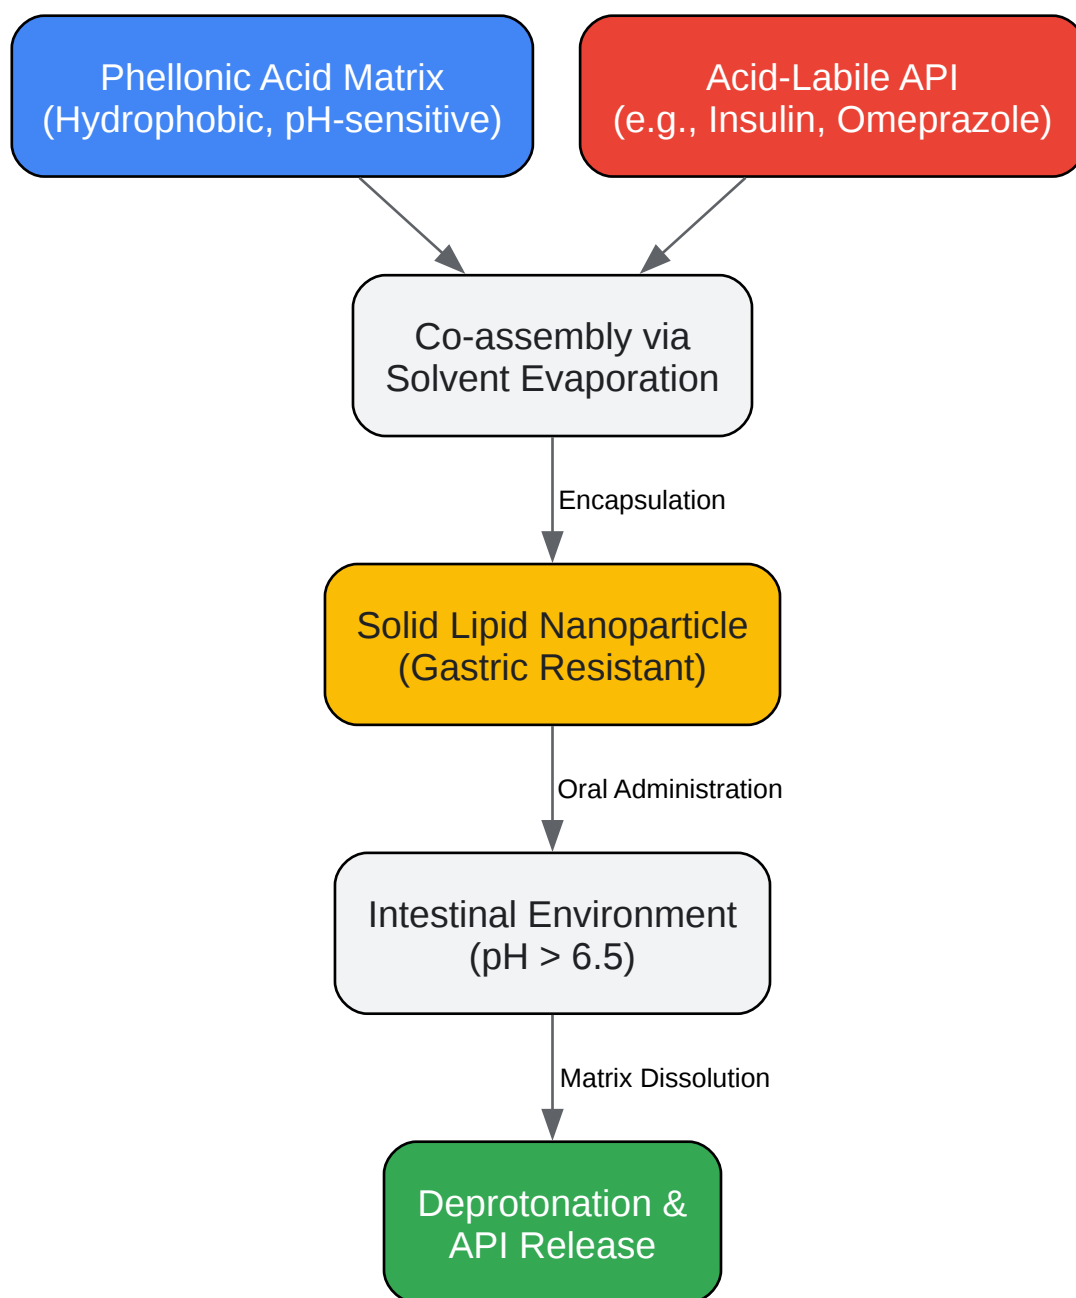 Phellonic Acid Matrix
(Hydrophobic, pH-sensitive)
Acid-Labile API
(e.g., Insulin, Omeprazole)
Co-assembly via
Solvent Evaporation
Encapsulation
Solid Lipid Nanoparticle
(Gastric Resistant)
Oral Administration
Intestinal Environment
(pH > 6.5)
Matrix Dissolution
Deprotonation &
API Release